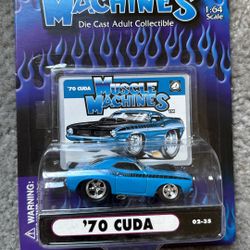 MACHINES
Die Cast Adult Collectible
1:64
Scale
'70 CUDA
MUSCLE
MACHINES
WARNING:
'70 CUDA
02-35